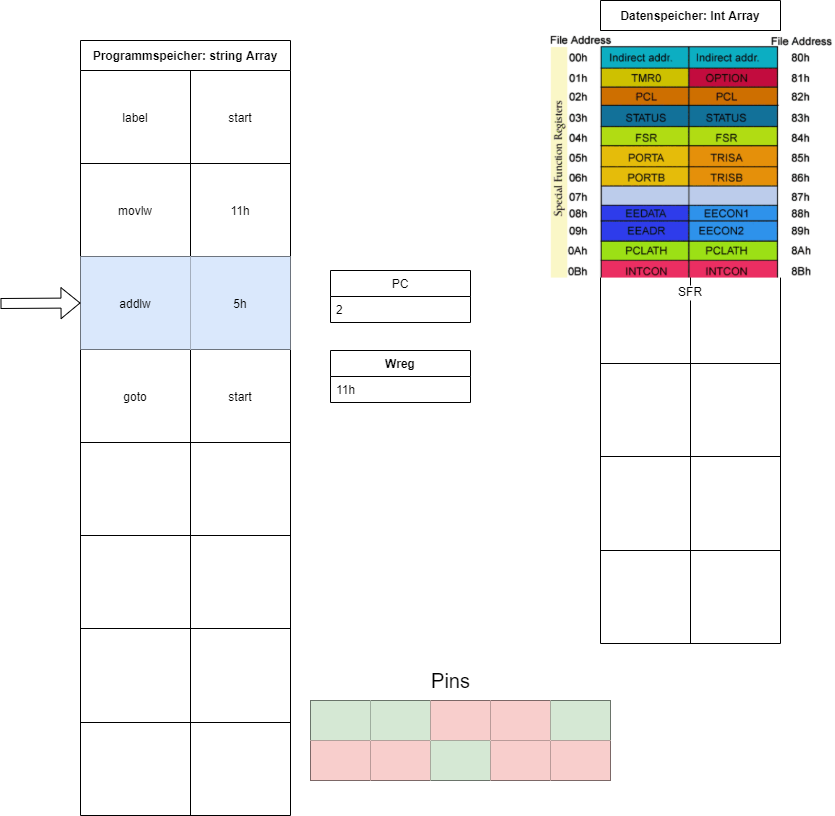 Datenspeicher: Int Array
File Address
File Address
Programmspeicher: string Array
00h Indirect addr. Indirect addr. 80h
01h TMR0 OPTION 81h
02h PCL PCL 82h
03h STATUS STATUS 83h
04h FSR FSR 84h
05h PORTA TRISA 85h
06h PORTB TRISB 86h
07h 87h
08h EEDATA EECON1 88h
09h EEADR EECON2 89h
0Ah PCLATH PCLATH 8Ah
0Bh INTCON INTCON 8Bh
Special Function Registers
SFR
label start
movlw 11h
addlw 5h
goto start
PC
2
Wreg
11h
Pins